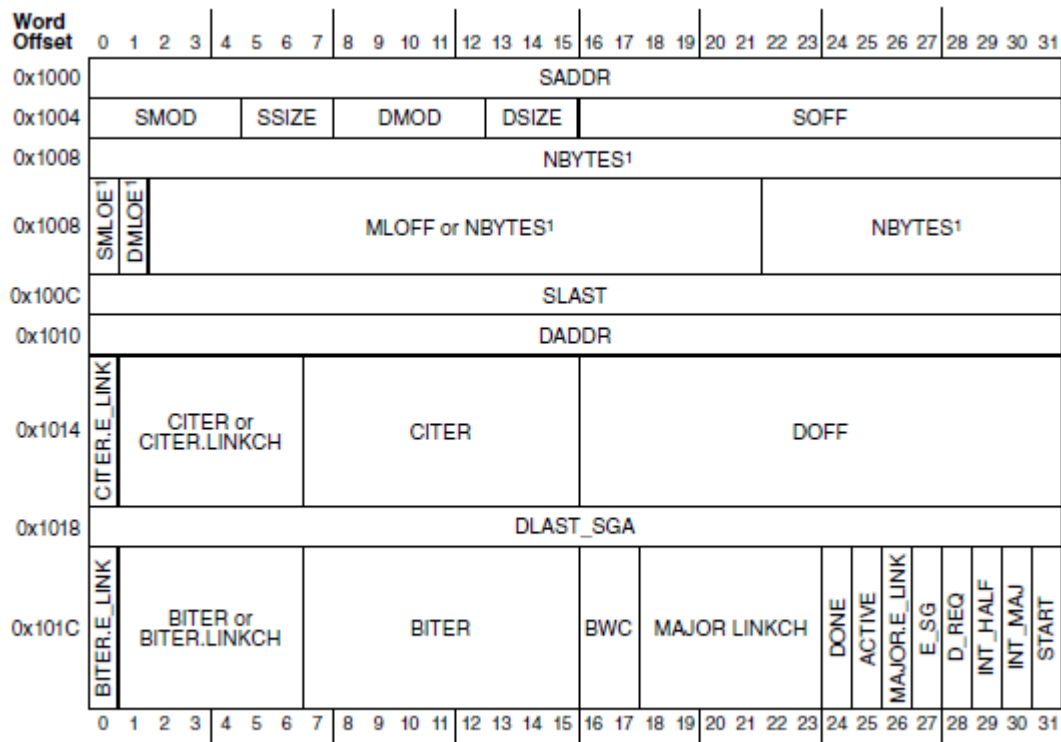 Word
Offset 0 1 2 3 4 5 6 7 8 9 10 11 12 13 14 15 16 17 18 19 20 21 22 23 24 25 26 27 28 29 30 31
0x1000 SADDR
0x1004 SMOD SSIZE DMOD DSIZE SOFF
0x1008 NBYTES¹
0x1008 SMLOE¹ DMLOE¹ MLOFF or NBYTES¹ NBYTES¹
0x100C SLAST
0x1010 DADDR
0x1014 CITER.E_LINK CITER or
CITER.LINKCH CITER DOFF
0x1018 DLAST_SGA
0x101C BITER.E_LINK BITER or
BITER.LINKCH BITER BWC MAJOR LINKCH DONE ACTIVE MAJOR.E_LINK E_SG D_REQ INT_HALF INT_MAJ START
0 1 2 3 4 5 6 7 8 9 10 11 12 13 14 15 16 17 18 19 20 21 22 23 24 25 26 27 28 29 30 31